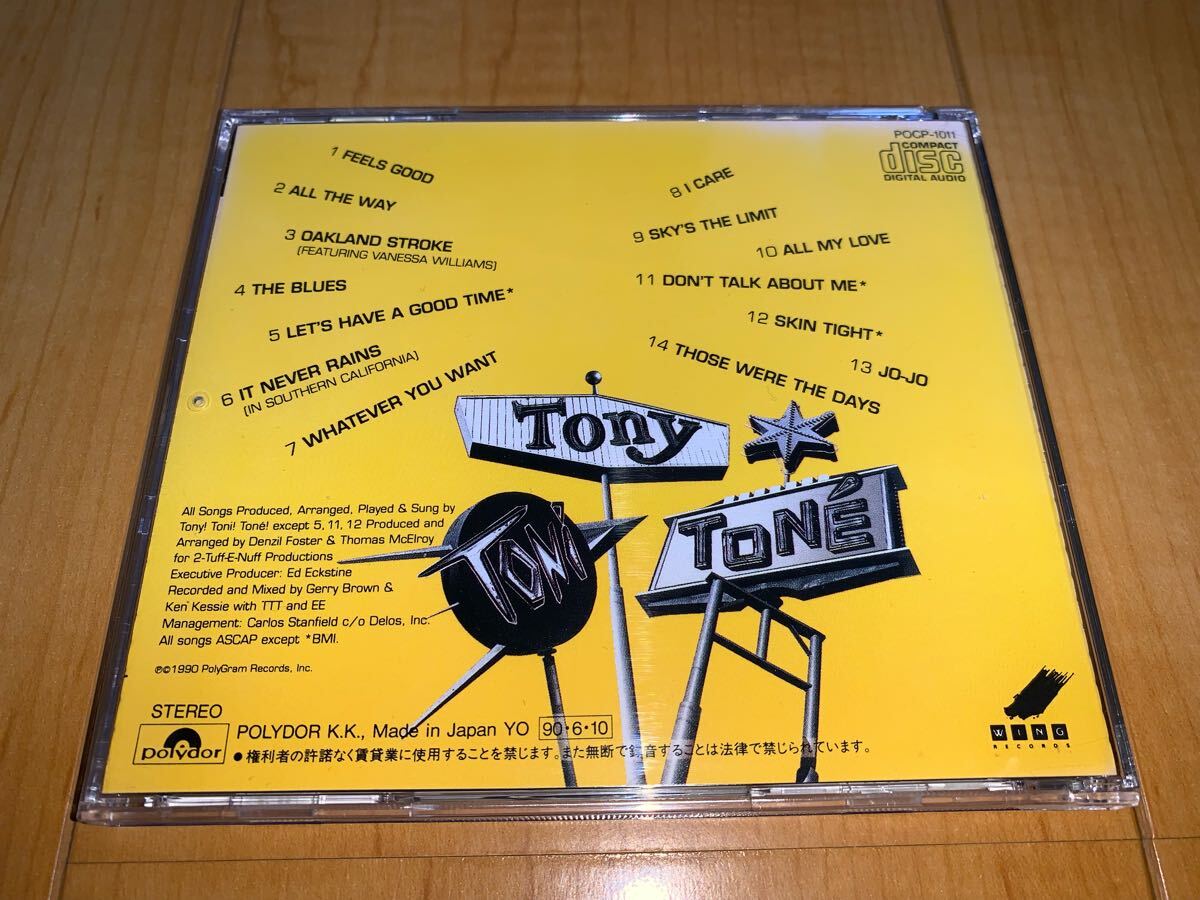 POCP-1011
COMPACT
disc
DIGITAL AUDIO
1 FEELS GOOD
2 ALL THE WAY
3 OAKLAND STROKE
(FEATURING VANESSA WILLIAMS)
4 THE BLUES
5 LET'S HAVE A GOOD TIME*
6 IT NEVER RAINS
(IN SOUTHERN CALIFORNIA)
7 WHATEVER YOU WANT
8 I CARE
9 SKY'S THE LIMIT
10 ALL MY LOVE
11 DON'T TALK ABOUT ME*
12 SKIN TIGHT*
13 JO-JO
14 THOSE WERE THE DAYS
Tony
TONI
TONÉ
All Songs Produced, Arranged, Played & Sung by
Tony! Toni! Toné! except 5, 11, 12 Produced and
Arranged by Denzil Foster & Thomas McElroy
for 2-Tuff-E-Nuff Productions
Executive Producer: Ed Eckstine
Recorded and Mixed by Gerry Brown &
Ken Kessie with TTT and EE
Management: Carlos Stanfield c/o Delos, Inc.
All songs ASCAP except *BMI.
℗©1990 PolyGram Records, Inc.
STEREO
polydor
POLYDOR K.K., Made in Japan YO 90・6・10
●権利者の許諾なく賃貸業に使用することを禁じます。また無断で録音することは法律で禁じられています。
WING
RECORDS